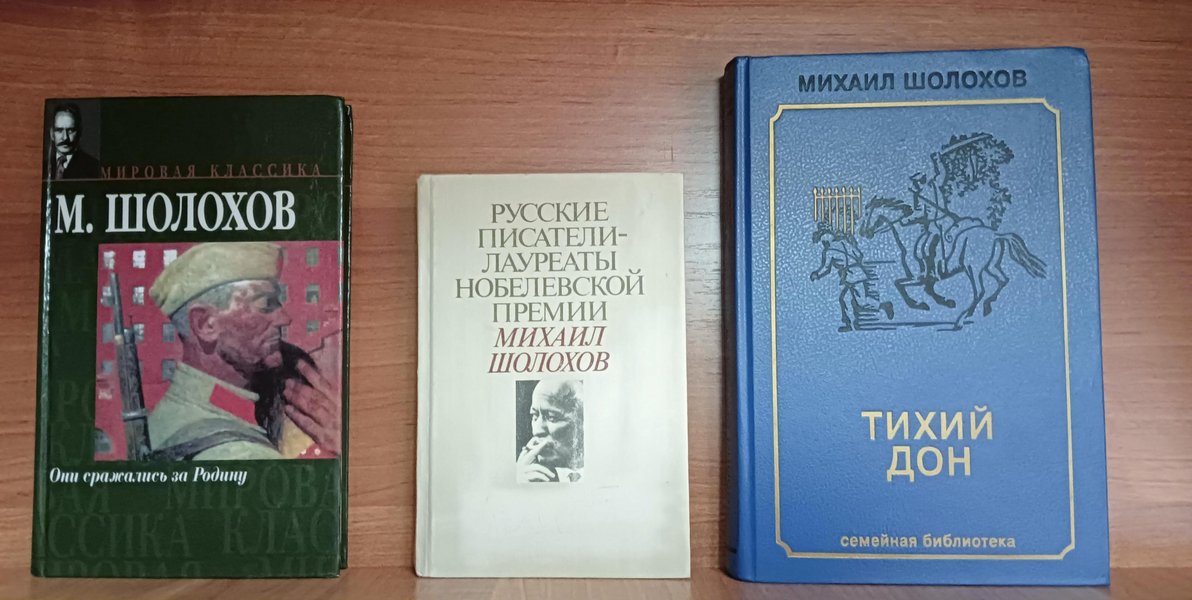 МИРОВАЯ КЛАССИКА
М. ШОЛОХОВ
Они сражались за Родину
РУССКИЕ
ПИСАТЕЛИ-
ЛАУРЕАТЫ
НОБЕЛЕВСКОЙ
ПРЕМИИ
МИХАИЛ
ШОЛОХОВ
МИХАИЛ ШОЛОХОВ
ТИХИЙ
ДОН
семейная библиотека